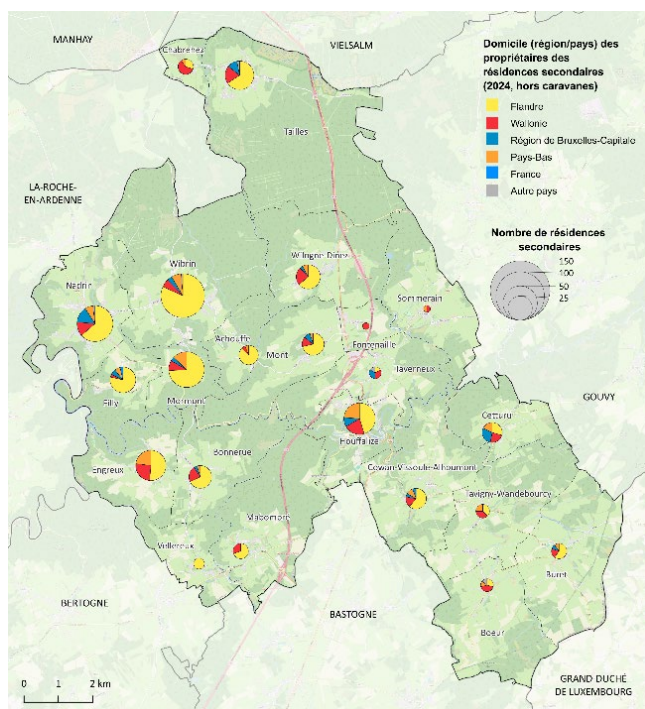 MANHAY
VIELSALM
Domicile (région/pays) des
propriétaires des
résidences secondaires
(2024, hors caravanes)
Flandre
Wallonie
Région de Bruxelles-Capitale
Pays-Bas
France
Autre pays
Nombre de résidences
secondaires
150
100
50
25
Chabrehez
Tailles
LA-ROCHE-
EN-ARDENNE
Wibrin
Wilogne-Dinez
Nadrin
Sommerain
Achouffe
Mont
Fontenaille
Taverneux
Filly
Mormont
GOUVY
Houffalize
Cetturu
Bonnerue
Engreux
Cowan-Vissoule-Alhoumont
Tavigny-Wandebourcy
Mabompré
Vellereux
Buret
BERTOGNE
BASTOGNE
Boeur
GRAND DUCHÉ
DE LUXEMBOURG
0 1 2 km